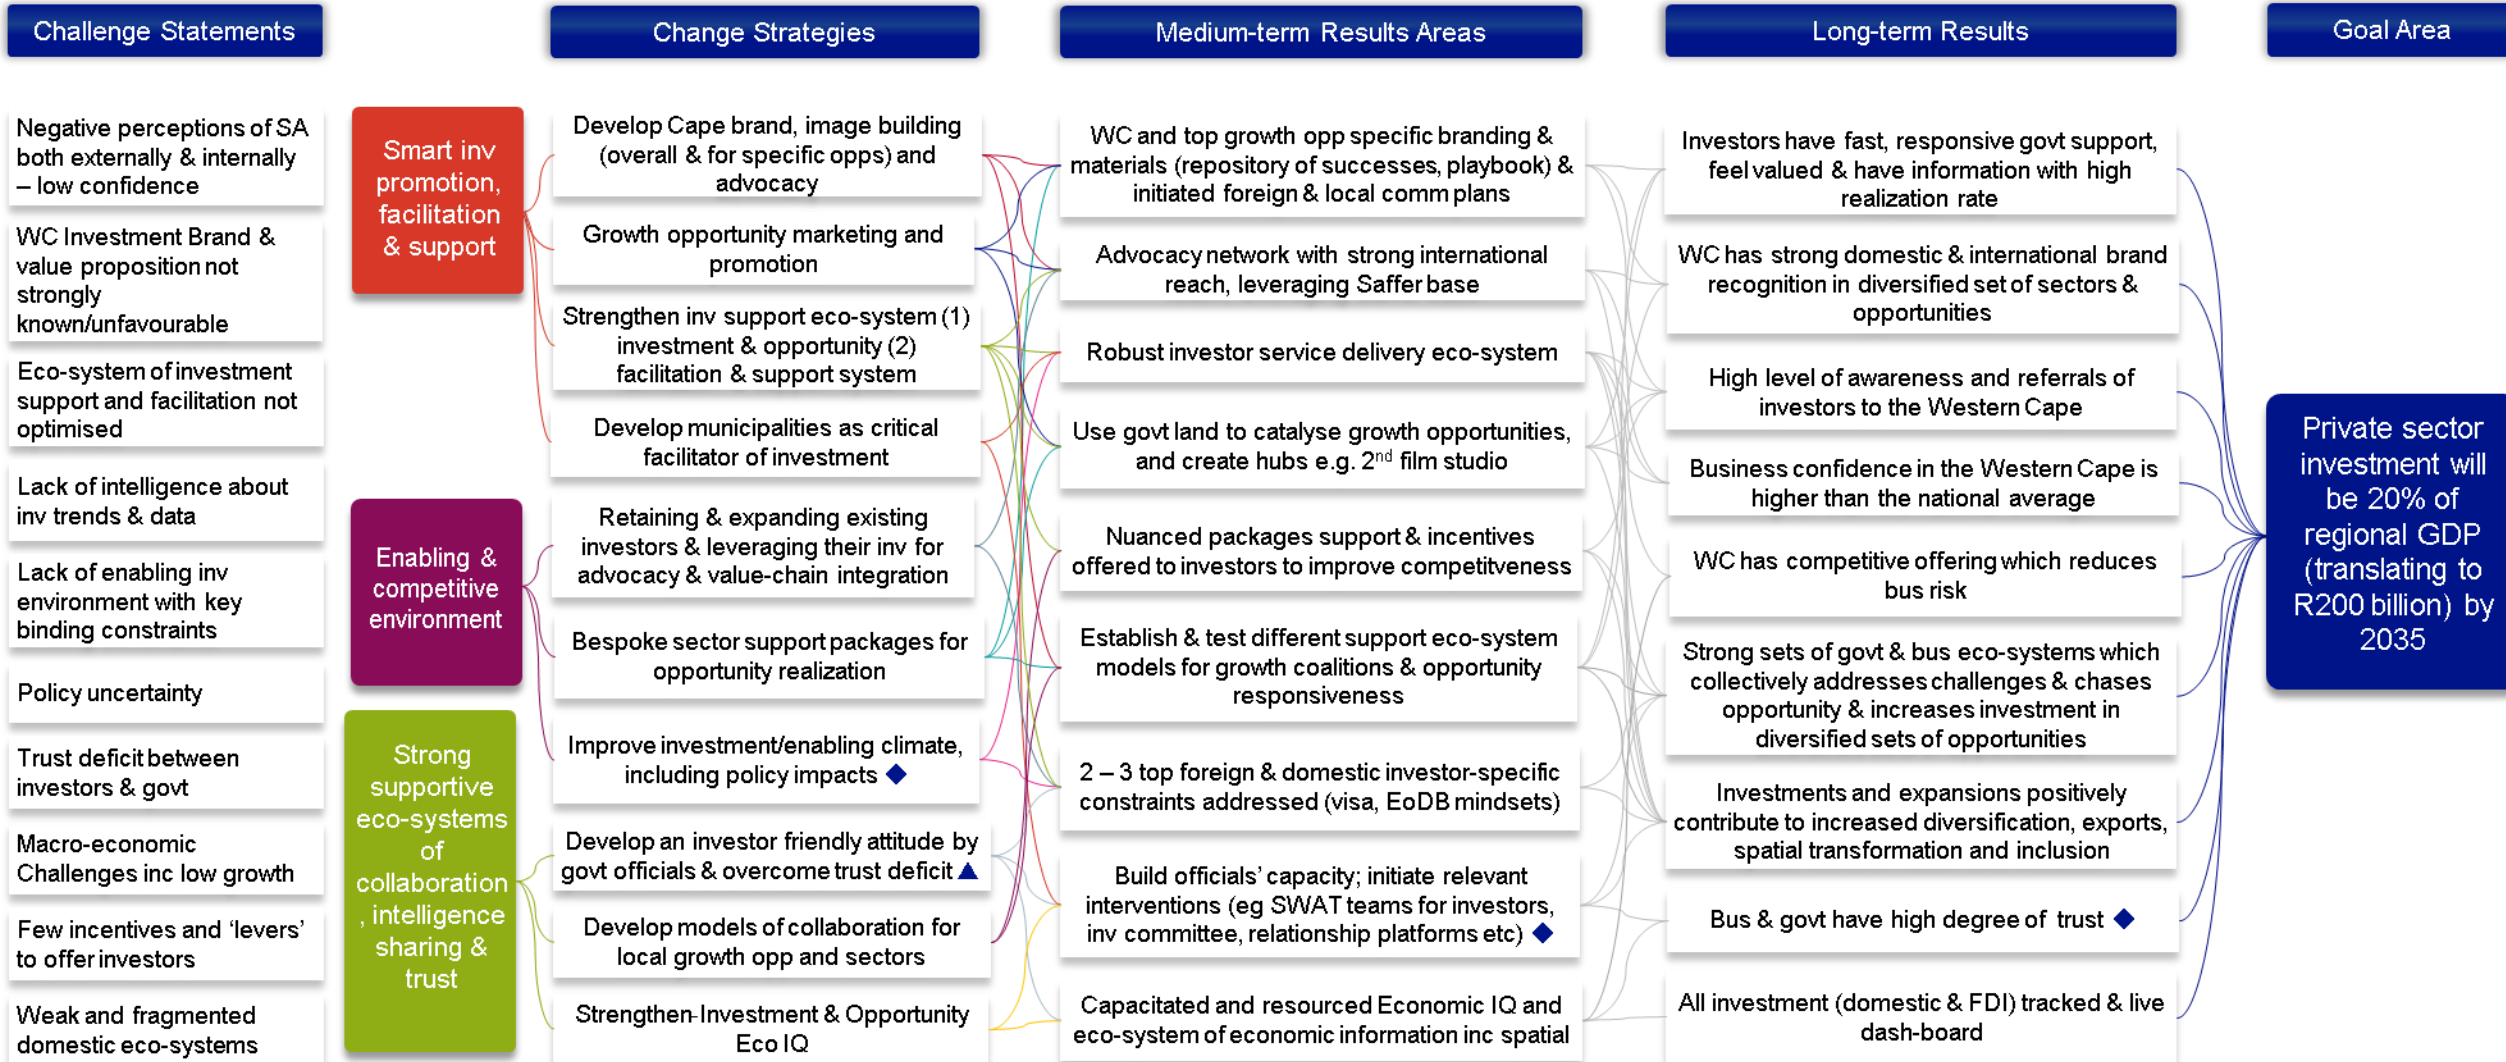 Challenge Statements
Change Strategies
Medium-term Results Areas
Long-term Results
Goal Area
Negative perceptions of SA
both externally & internally
– low confidence
WC Investment Brand &
value proposition not
strongly
known/unfavourable
Eco-system of investment
support and facilitation not
optimised
Lack of intelligence about
inv trends & data
Lack of enabling inv
environment with key
binding constraints
Policy uncertainty
Trust deficit between
investors & govt
Macro-economic
Challenges inc low growth
Few incentives and ‘levers’
to offer investors
Weak and fragmented
domestic eco-systems
Smart inv
promotion,
facilitation
& support
Enabling &
competitive
environment
Strong
supportive
eco-systems
of
collaboration
, intelligence
sharing &
trust
Develop Cape brand, image building
(overall & for specific opps) and
advocacy
Growth opportunity marketing and
promotion
Strengthen inv support eco-system (1)
investment & opportunity (2)
facilitation & support system
Develop municipalities as critical
facilitator of investment
Retaining & expanding existing
investors & leveraging their inv for
advocacy & value-chain integration
Bespoke sector support packages for
opportunity realization
Improve investment/enabling climate,
including policy impacts ◆
Develop an investor friendly attitude by
govt officials & overcome trust deficit ▲
Develop models of collaboration for
local growth opp and sectors
Strengthen-Investment & Opportunity
Eco IQ
WC and top growth opp specific branding &
materials (repository of successes, playbook) &
initiated foreign & local comm plans
Advocacy network with strong international
reach, leveraging Saffer base
Robust investor service delivery eco-system
Use govt land to catalyse growth opportunities,
and create hubs e.g. 2nd film studio
Nuanced packages support & incentives
offered to investors to improve competitveness
Establish & test different support eco-system
models for growth coalitions & opportunity
responsiveness
2 – 3 top foreign & domestic investor-specific
constraints addressed (visa, EoDB mindsets)
Build officials’ capacity; initiate relevant
interventions (eg SWAT teams for investors,
inv committee, relationship platforms etc) ◆
Capacitated and resourced Economic IQ and
eco-system of economic information inc spatial
Investors have fast, responsive govt support,
feel valued & have information with high
realization rate
WC has strong domestic & international brand
recognition in diversified set of sectors &
opportunities
High level of awareness and referrals of
investors to the Western Cape
Business confidence in the Western Cape is
higher than the national average
WC has competitive offering which reduces
bus risk
Strong sets of govt & bus eco-systems which
collectively addresses challenges & chases
opportunity & increases investment in
diversified sets of opportunities
Investments and expansions positively
contribute to increased diversification, exports,
spatial transformation and inclusion
Bus & govt have high degree of trust ◆
All investment (domestic & FDI) tracked & live
dash-board
Private sector
investment will
be 20% of
regional GDP
(translating to
R200 billion) by
2035